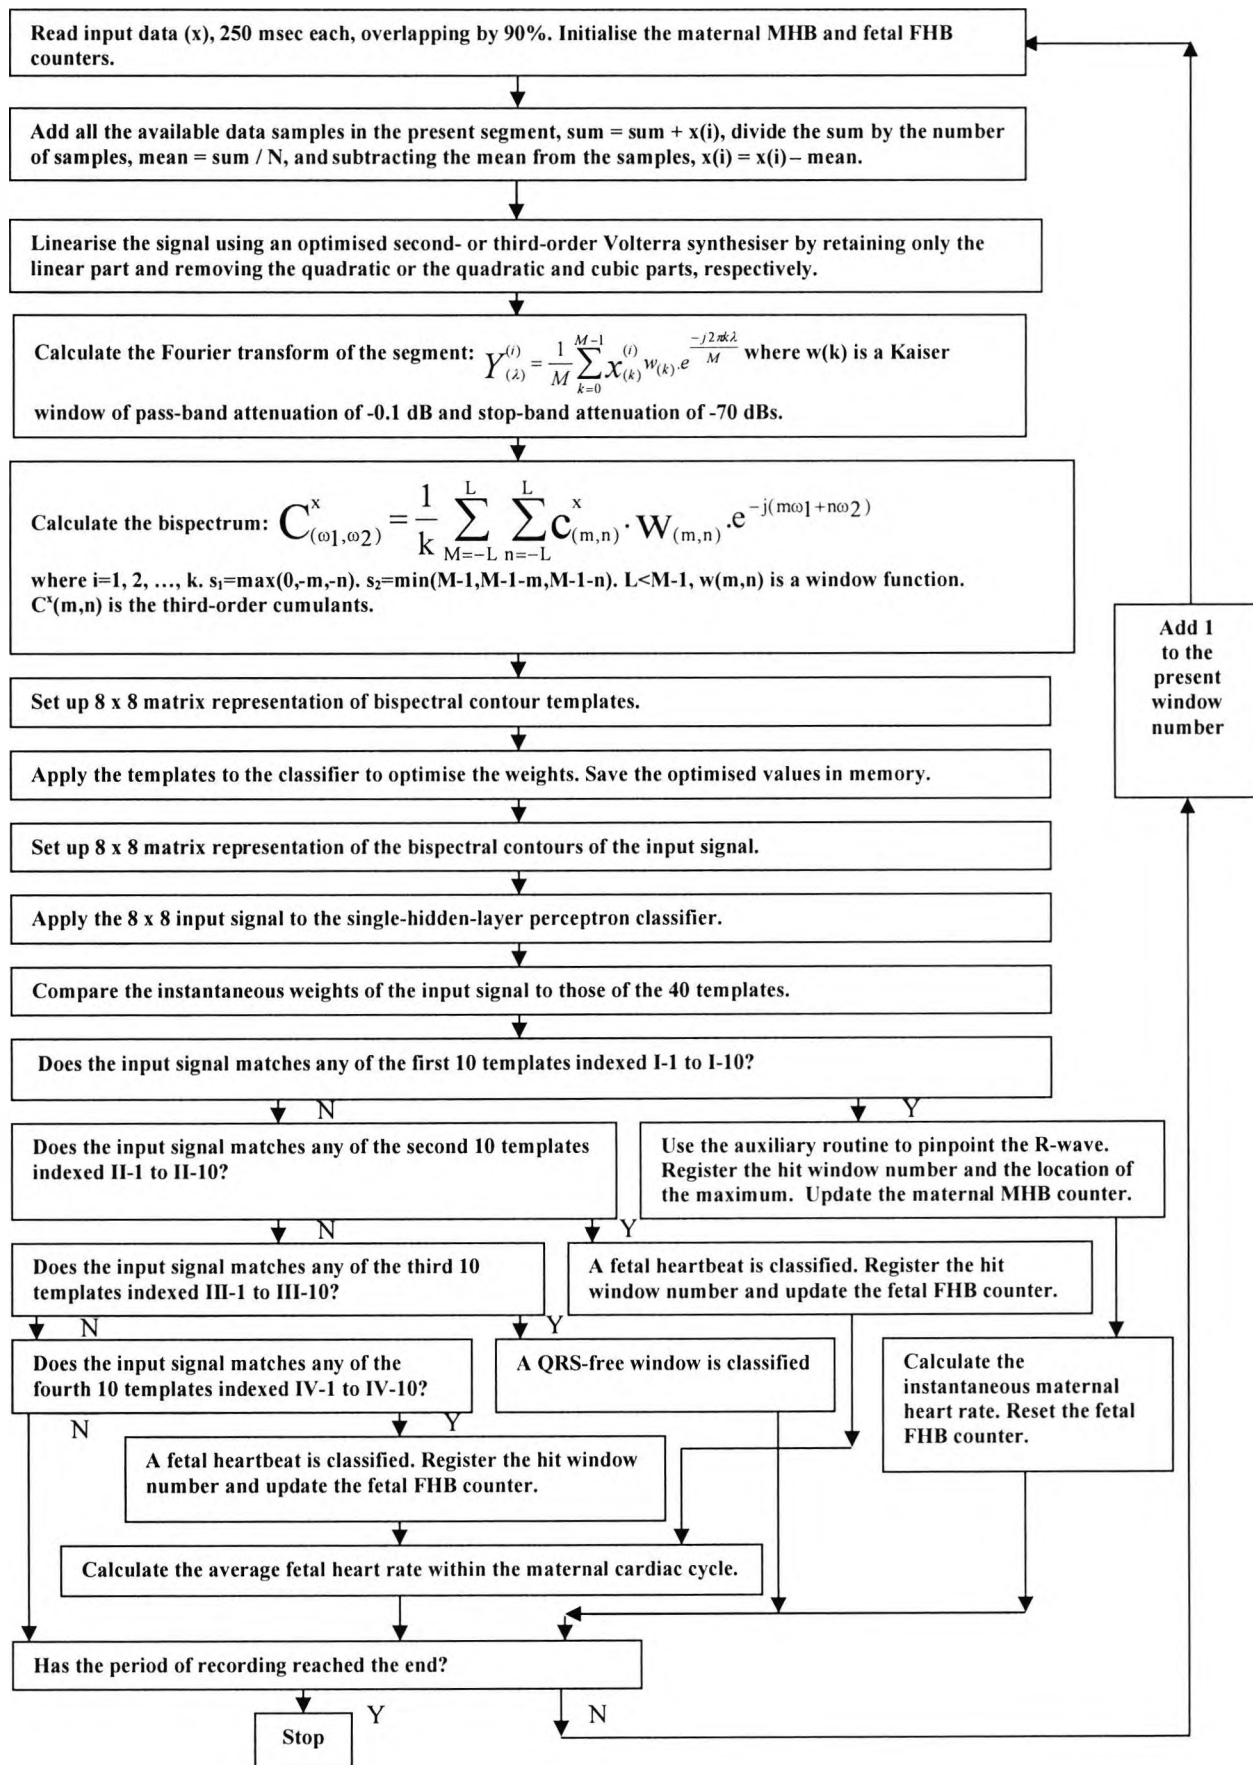 Read input data (x), 250 msec each, overlapping by 90%. Initialise the maternal MHB and fetal FHB
counters.
Add all the available data samples in the present segment, sum = sum + x(i), divide the sum by the number
of samples, mean = sum / N, and subtracting the mean from the samples, x(i) = x(i) – mean.
Linearise the signal using an optimised second- or third-order Volterra synthesiser by retaining only the
linear part and removing the quadratic or the quadratic and cubic parts, respectively.
Calculate the Fourier transform of the segment: Y_{(λ)}^{(i)} = \frac{1}{M} \sum_{k=0}^{M-1} x_{(k)}^{(i)} w_{(k)}.e^{\frac{-j2πkλ}{M}} where w(k) is a Kaiser
window of pass-band attenuation of -0.1 dB and stop-band attenuation of -70 dBs.
Calculate the bispectrum: C_{(ω1,ω2)}^{x} = \frac{1}{k} \sum_{M=-L}^{L} \sum_{n=-L}^{L} c_{(m,n)}^{x} · W_{(m,n)} .e^{-j(mω1+nω2)}
where i=1, 2, …, k. s₁=max(0,-m,-n). s₂=min(M-1,M-1-m,M-1-n). L<M-1, w(m,n) is a window function.
Cˣ(m,n) is the third-order cumulants.
Add 1
to the
present
window
number
Set up 8 x 8 matrix representation of bispectral contour templates.
Apply the templates to the classifier to optimise the weights. Save the optimised values in memory.
Set up 8 x 8 matrix representation of the bispectral contours of the input signal.
Apply the 8 x 8 input signal to the single-hidden-layer perceptron classifier.
Compare the instantaneous weights of the input signal to those of the 40 templates.
Does the input signal matches any of the first 10 templates indexed I-1 to I-10?
N
Y
Does the input signal matches any of the second 10 templates
indexed II-1 to II-10?
Use the auxiliary routine to pinpoint the R-wave.
Register the hit window number and the location of
the maximum. Update the maternal MHB counter.
N
Y
Does the input signal matches any of the third 10
templates indexed III-1 to III-10?
A fetal heartbeat is classified. Register the hit
window number and update the fetal FHB counter.
N
Y
Does the input signal matches any of the
fourth 10 templates indexed IV-1 to IV-10?
A QRS-free window is classified
Calculate the
instantaneous maternal
heart rate. Reset the fetal
FHB counter.
N
Y
A fetal heartbeat is classified. Register the hit window
number and update the fetal FHB counter.
Calculate the average fetal heart rate within the maternal cardiac cycle.
Has the period of recording reached the end?
Y
N
Stop